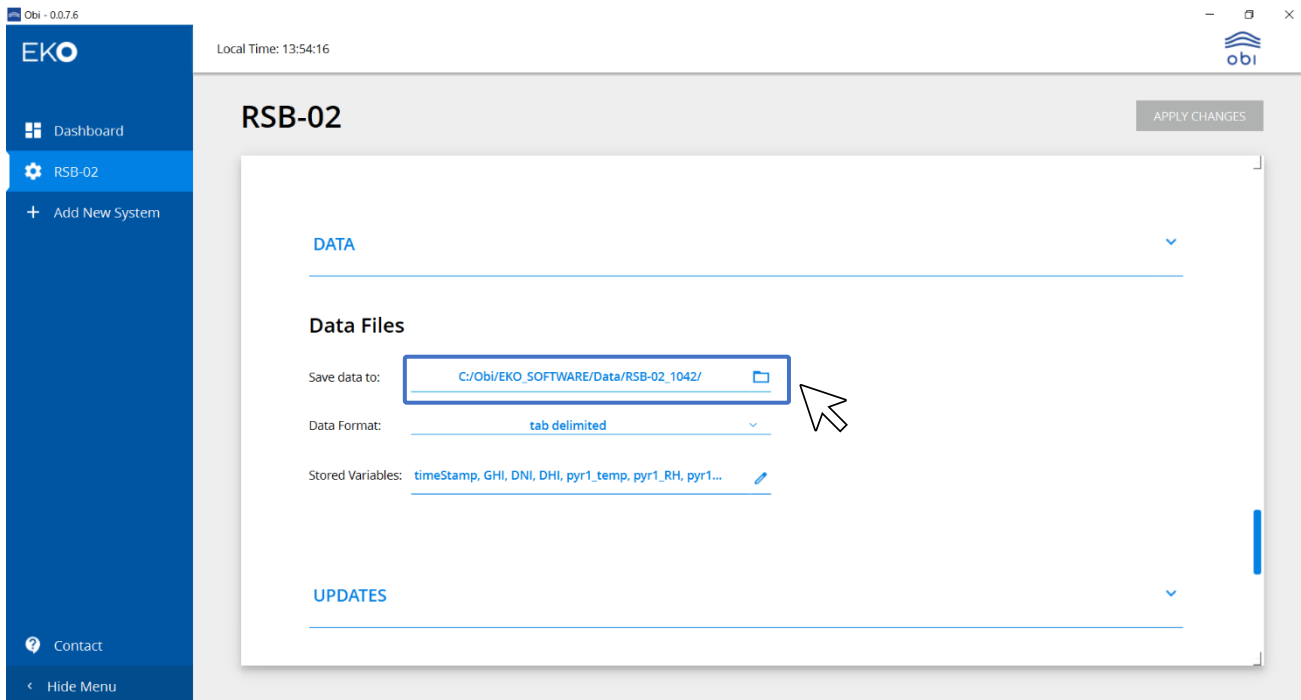 Obi - 0.0.7.6
EKO
Local Time: 13:54:16
obi
Dashboard
RSB-02
Add New System
Contact
Hide Menu
RSB-02
APPLY CHANGES
DATA
Data Files
Save data to: C:/Obi/EKO_SOFTWARE/Data/RSB-02_1042/
Data Format: tab delimited
Stored Variables: timeStamp, GHI, DNI, DHI, pyr1_temp, pyr1_RH, pyr1...
UPDATES